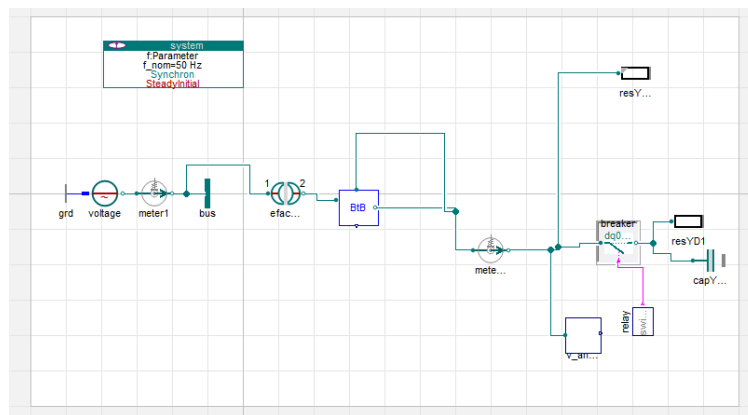 system
f:Parameter
f_nom=50 Hz
Synchron
SteadyInitial
resY...
1
2
BtB
grd
voltage
meter1
bus
efac...
breaker
dq0...
resYD1
mete...
capY...
relay
swi...